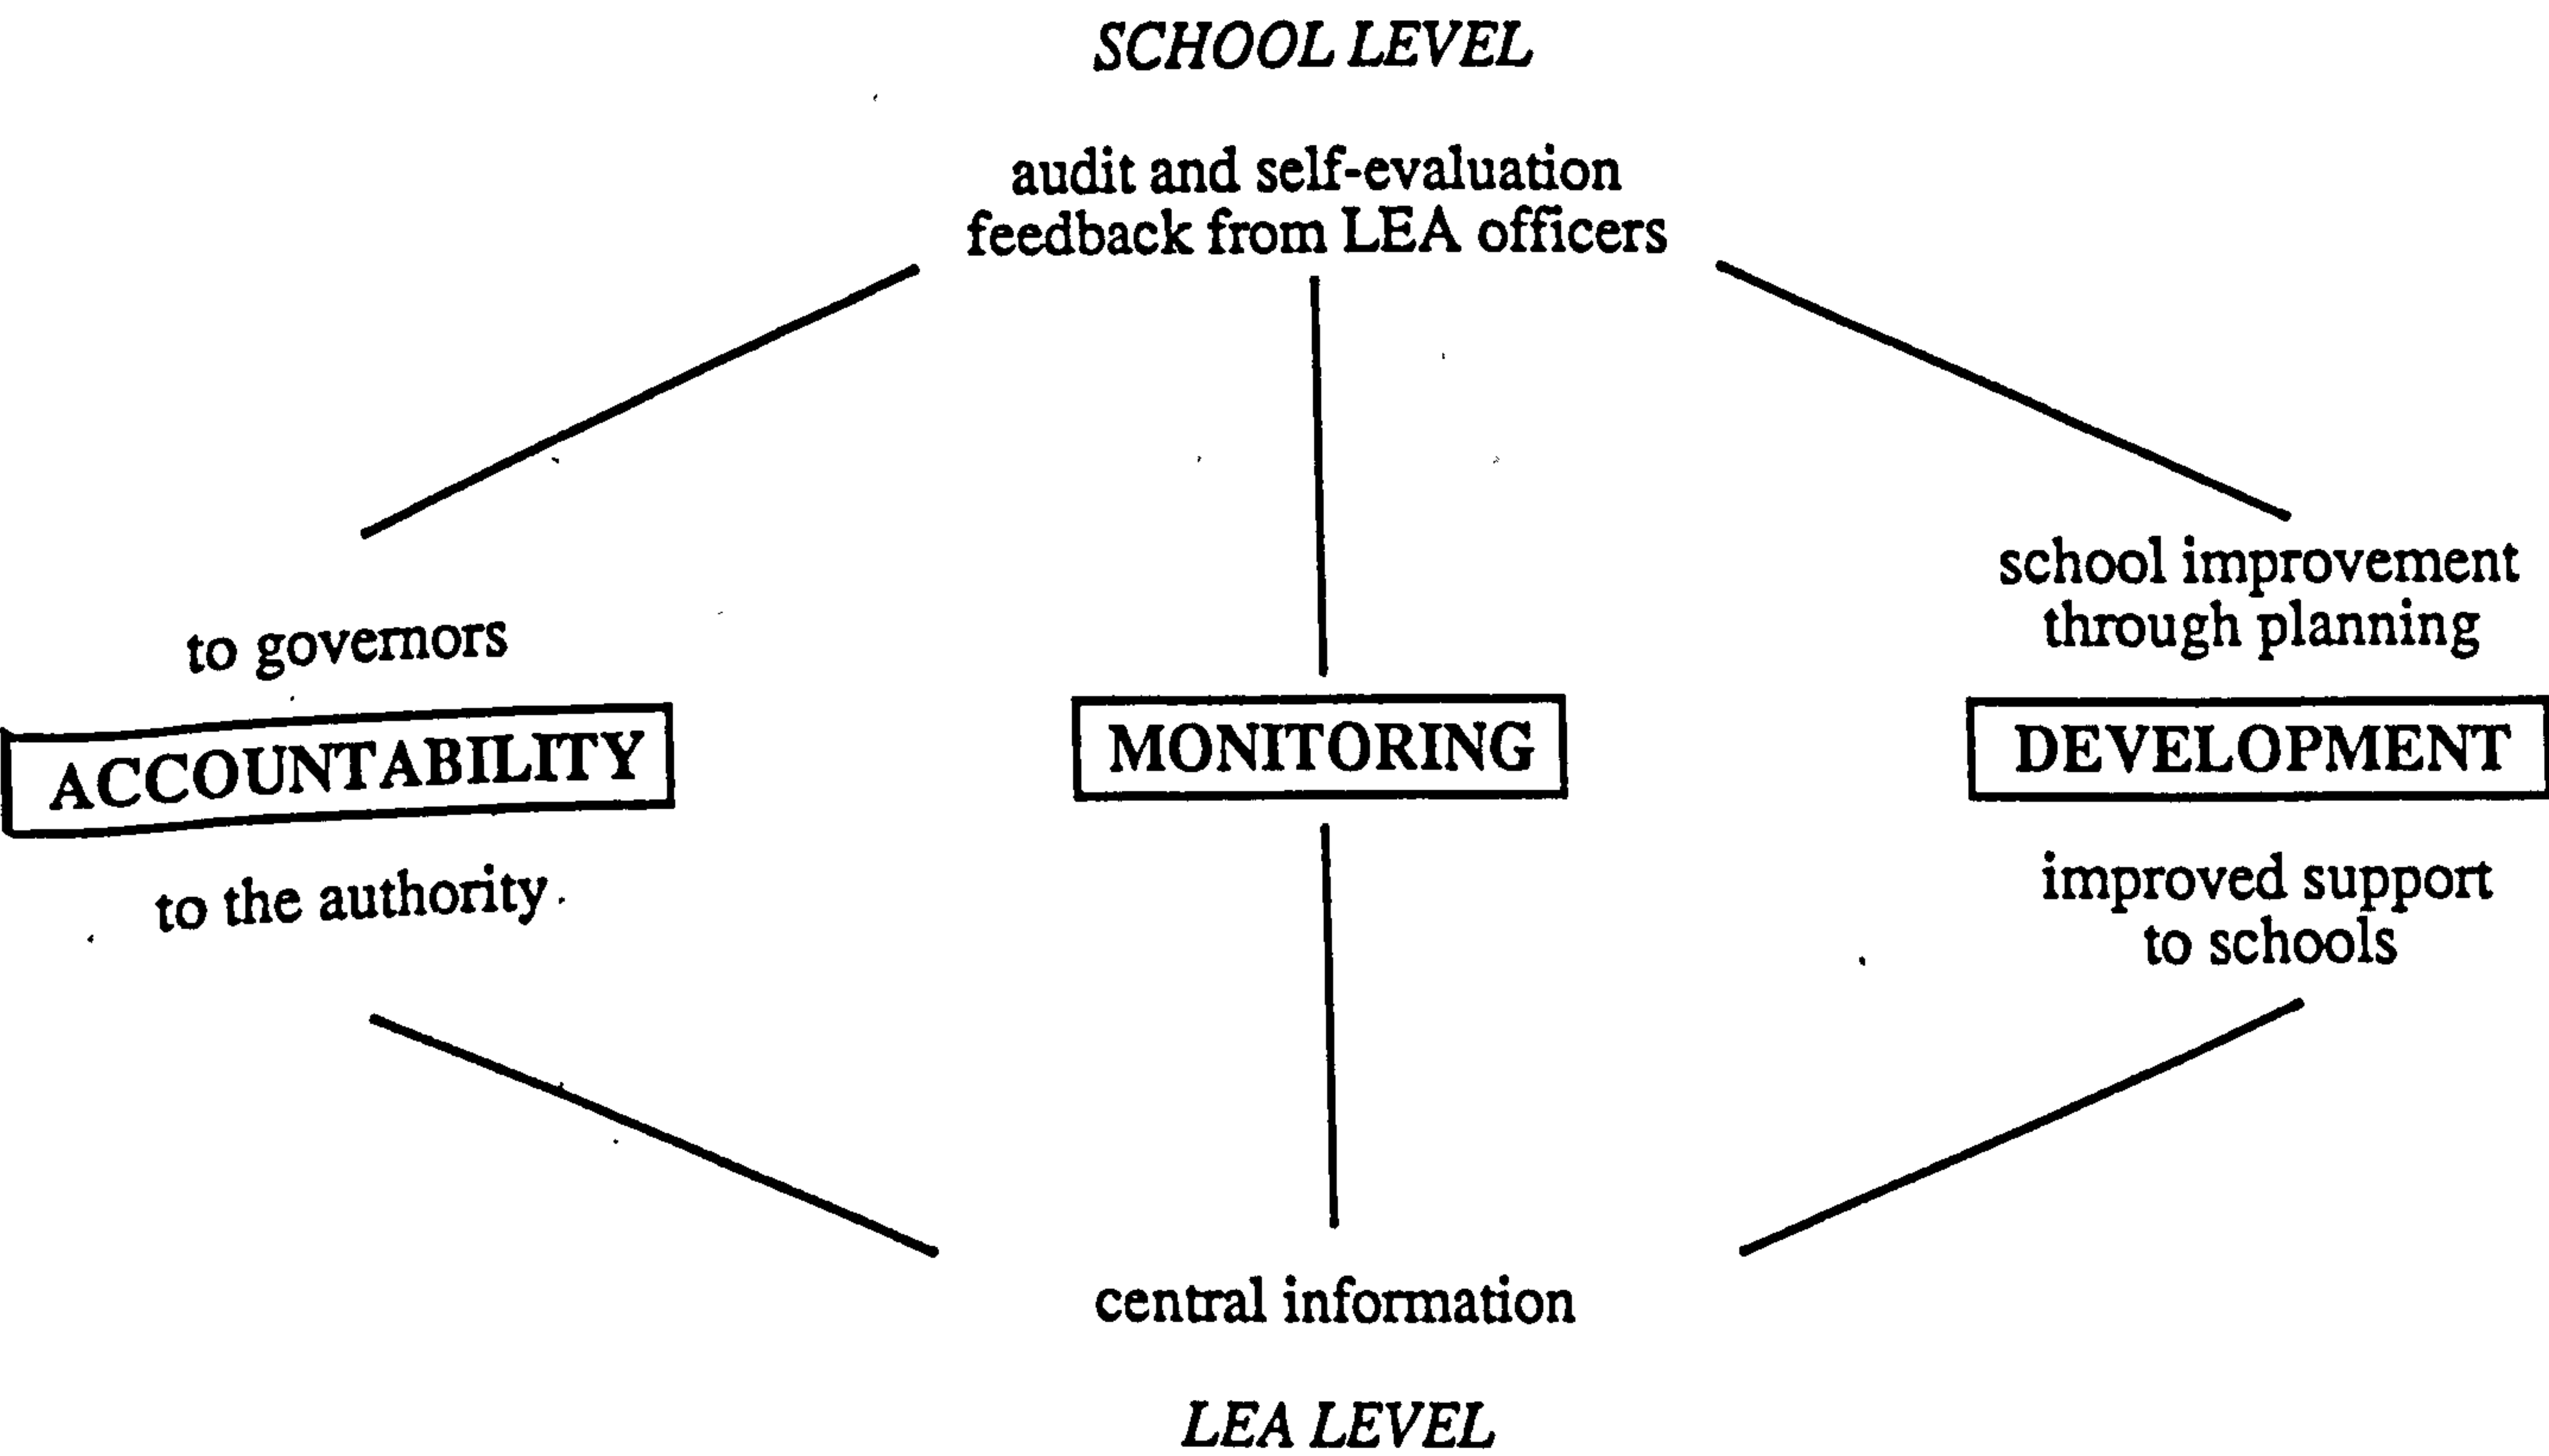 SCHOOL LEVEL
audit and self-evaluation
feedback from LEA officers
to governors
ACCOUNTABILITY
to the authority
MONITORING
school improvement
through planning
DEVELOPMENT
improved support
to schools
central information
LEA LEVEL